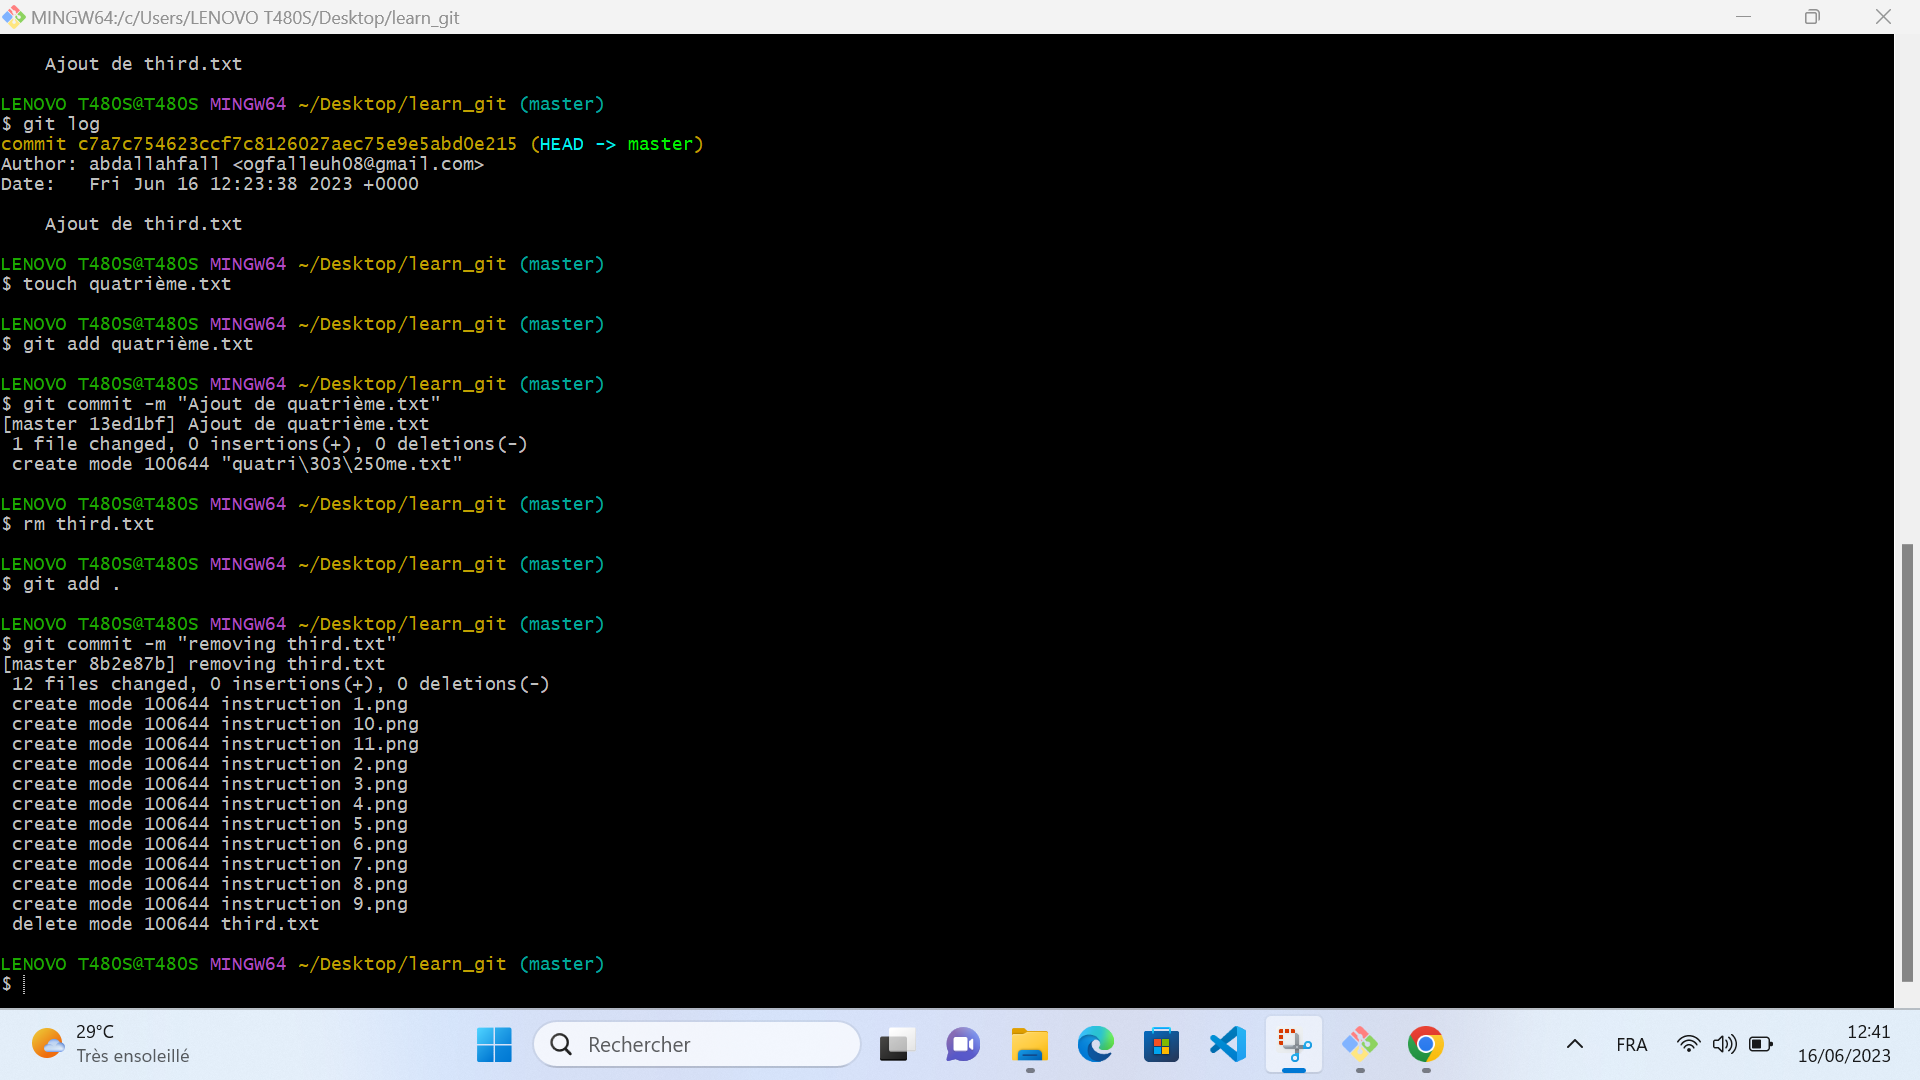 MINGW64:/c/Users/LENOVO T480S/Desktop/learn_git
    Ajout de third.txt
LENOVO T480S@T480S MINGW64 ~/Desktop/learn_git (master)
$ git log
commit c7a7c754623ccf7c8126027aec75e9e5abd0e215 (HEAD -> master)
Author: abdallahfall <ogfalleuh08@gmail.com>
Date:   Fri Jun 16 12:23:38 2023 +0000
    Ajout de third.txt
LENOVO T480S@T480S MINGW64 ~/Desktop/learn_git (master)
$ touch quatrième.txt
LENOVO T480S@T480S MINGW64 ~/Desktop/learn_git (master)
$ git add quatrième.txt
LENOVO T480S@T480S MINGW64 ~/Desktop/learn_git (master)
$ git commit -m "Ajout de quatrième.txt"
[master 13ed1bf] Ajout de quatrième.txt
 1 file changed, 0 insertions(+), 0 deletions(-)
 create mode 100644 "quatri\303\250me.txt"
LENOVO T480S@T480S MINGW64 ~/Desktop/learn_git (master)
$ rm third.txt
LENOVO T480S@T480S MINGW64 ~/Desktop/learn_git (master)
$ git add .
LENOVO T480S@T480S MINGW64 ~/Desktop/learn_git (master)
$ git commit -m "removing third.txt"
[master 8b2e87b] removing third.txt
 12 files changed, 0 insertions(+), 0 deletions(-)
 create mode 100644 instruction 1.png
 create mode 100644 instruction 10.png
 create mode 100644 instruction 11.png
 create mode 100644 instruction 2.png
 create mode 100644 instruction 3.png
 create mode 100644 instruction 4.png
 create mode 100644 instruction 5.png
 create mode 100644 instruction 6.png
 create mode 100644 instruction 7.png
 create mode 100644 instruction 8.png
 create mode 100644 instruction 9.png
 delete mode 100644 third.txt
LENOVO T480S@T480S MINGW64 ~/Desktop/learn_git (master)
$
29°C
Très ensoleillé
Rechercher
FRA
12:41
16/06/2023